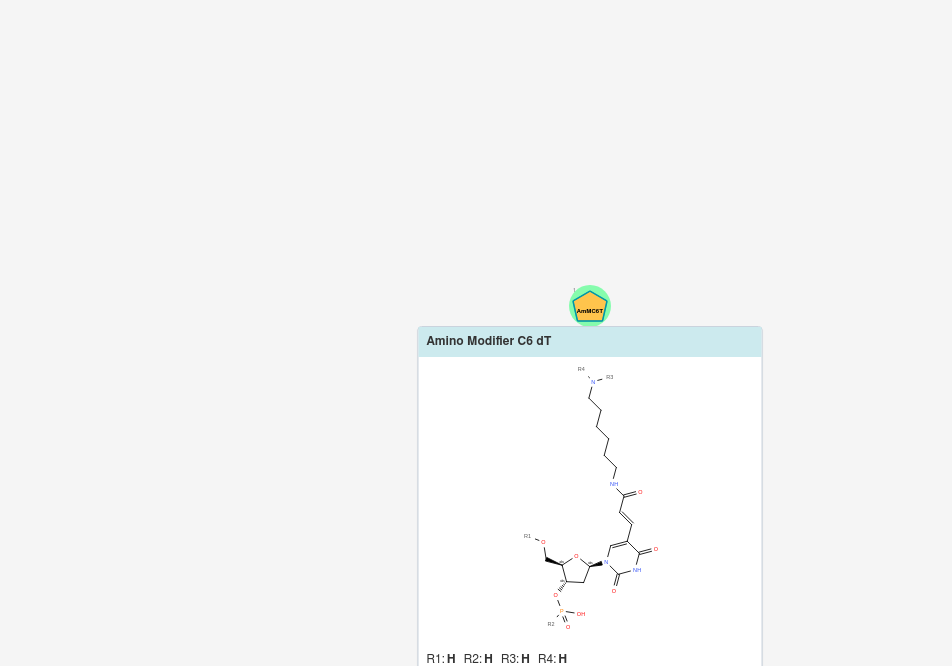 1
AmMC6T
Amino Modifier C6 dT
R4
R3
N
NH
O
R1
O
O
O
N
NH
O
O
P
OH
R2
O
R1: H R2: H R3: H R4: H